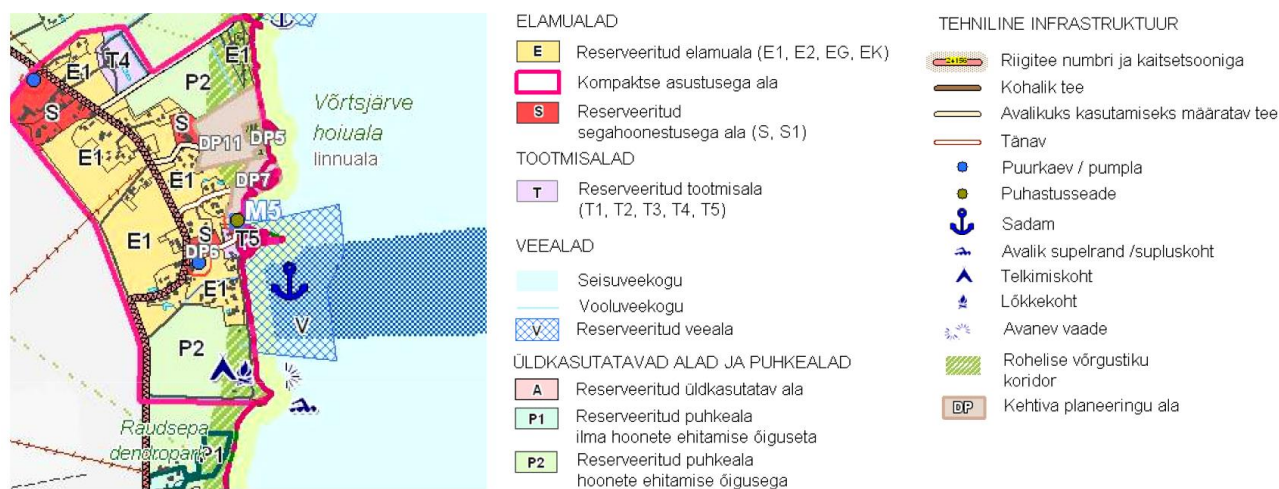 E1
T4
E1
P2
S
S
Võrtsjärve
hoiuala
linnuala
DP11
DP5
E1
E1
DP7
M5
E1
S
T5
DP6
E1
V
P2
Raudsepa
dendropark
P1
ELAMUALAD
E Reserveeritud elamuala (E1, E2, EG, EK)
Kompaktse asustusega ala
S Reserveeritud
segahoonestusega ala (S, S1)
TOOTMISALAD
T Reserveeritud tootmisala
(T1, T2, T3, T4, T5)
VEEALAD
Seisuveekogu
Vooluveekogu
V Reserveeritud veeala
ÜLDKASUTATAVAD ALAD JA PUHKEALAD
A Reserveeritud üldkasutatav ala
P1 Reserveeritud puhkeala
ilma hoonete ehitamise õiguseta
P2 Reserveeritud puhkeala
hoonete ehitamise õigusega
TEHNILINE INFRASTRUKTUUR
Riigitee numbri ja kaitsetsooniga
Kohalik tee
Avalikuks kasutamiseks määratav tee
Tänav
Puurkaev / pumpla
Puhastusseade
Sadam
Avalik supelrand /supluskoht
Telkimiskoht
Lõkkekoht
Avanev vaade
Rohelise võrgustiku
koridor
DP Kehtiva planeeringu ala